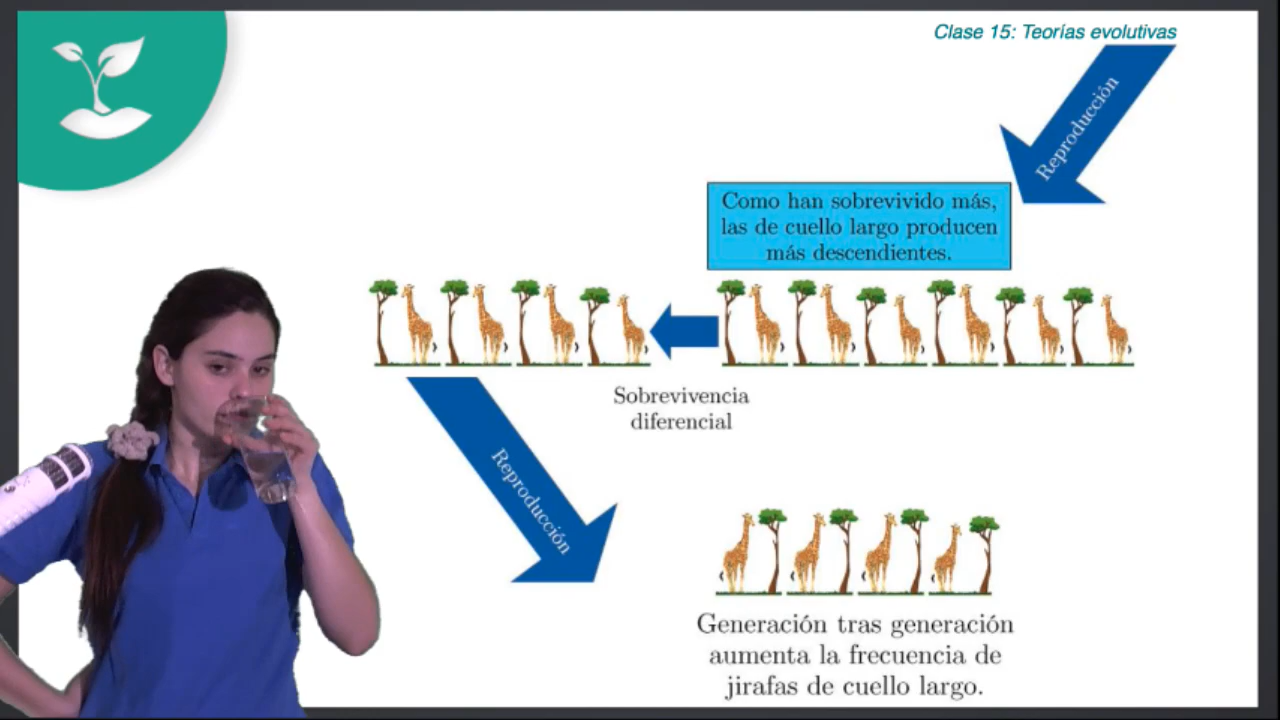 Clase 15: Teorías evolutivas
Reproducción
Como han sobrevivido más,
las de cuello largo producen
más descendientes.
Sobrevivencia
diferencial
Reproducción
Generación tras generación
aumenta la frecuencia de
jirafas de cuello largo.